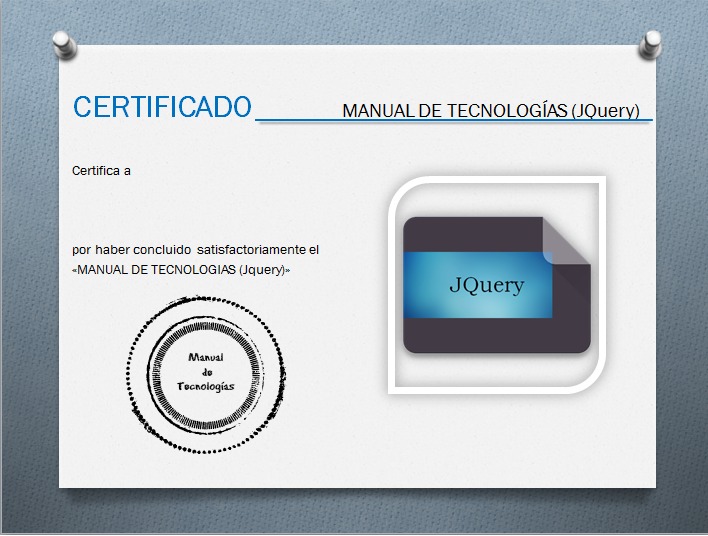 CERTIFICADO
MANUAL DE TECNOLOGÍAS (JQuery)
Certifica a
por haber concluido satisfactoriamente el
«MANUAL DE TECNOLOGIAS (Jquery)»
JQuery
Manual
de
Tecnologías